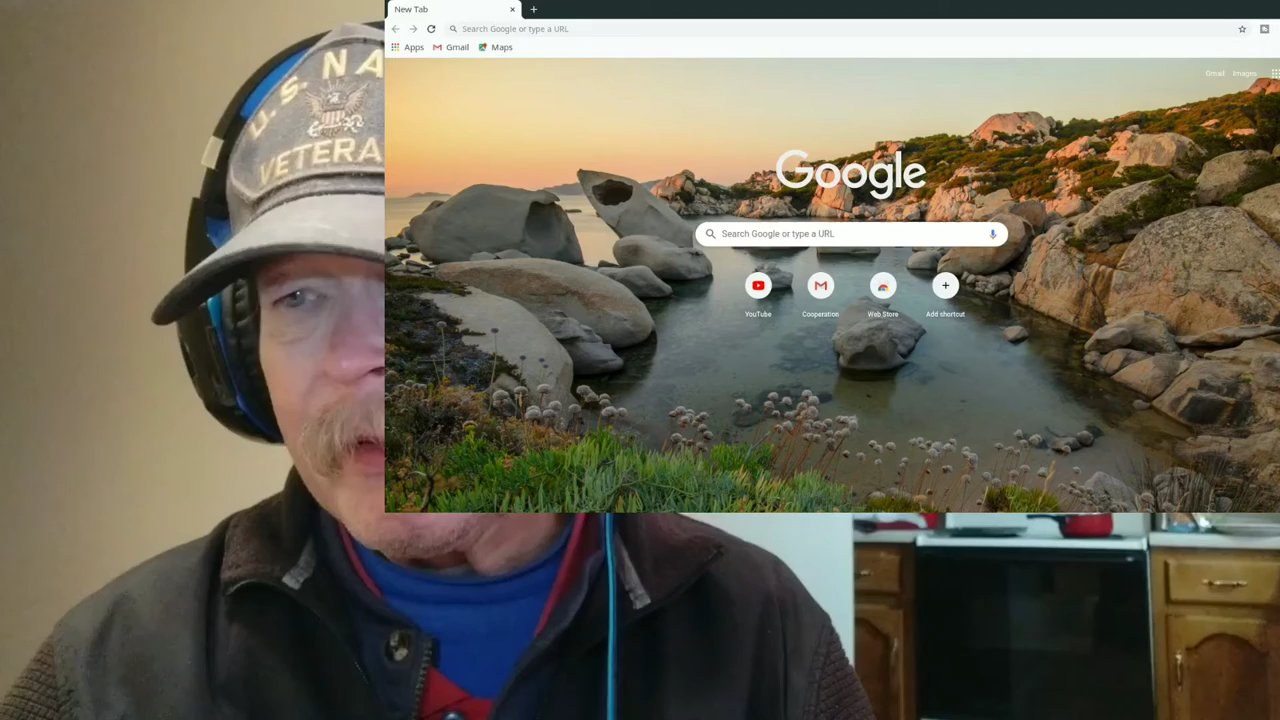 New Tab
Search Google or type a URL
Apps Gmail Maps
Gmail Images
U.S. NA
VETERA
Google
Search Google or type a URL
YouTube Cooperation Web Store Add shortcut